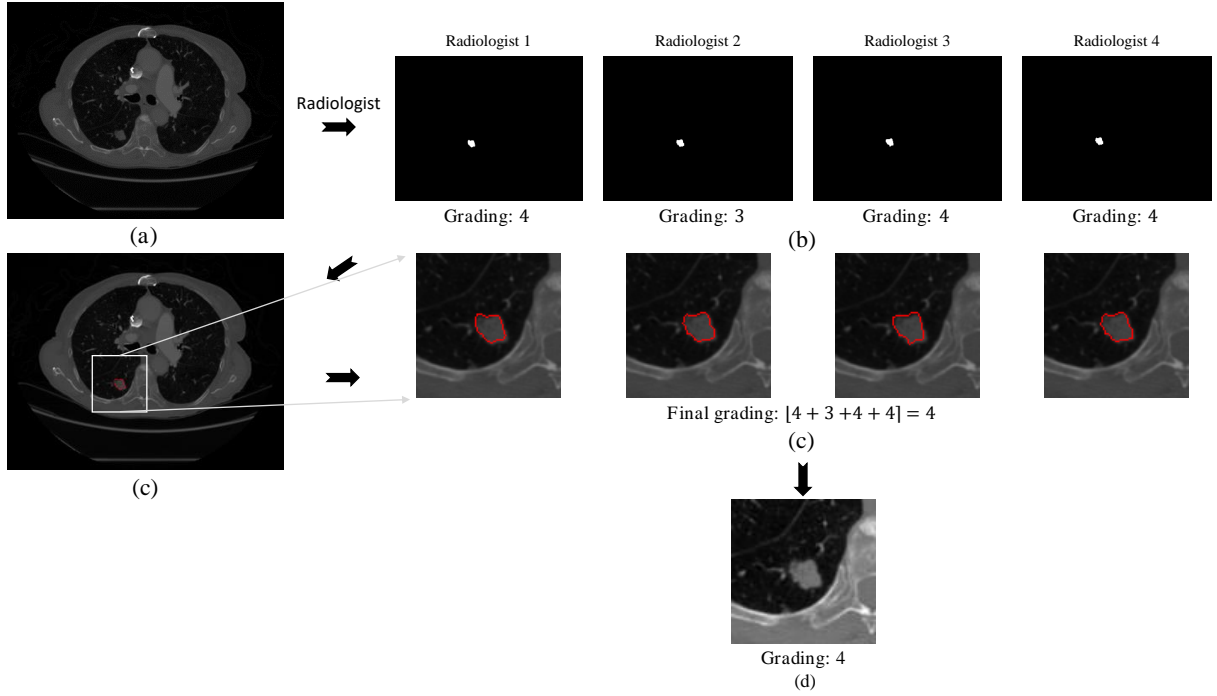 Radiologist 1
Radiologist 2
Radiologist 3
Radiologist 4
Radiologist
Grading: 4
Grading: 3
Grading: 4
Grading: 4
(a)
(b)
Final grading: ⌊4 + 3 +4 + 4⌉ = 4
(c)
(c)
Grading: 4
(d)